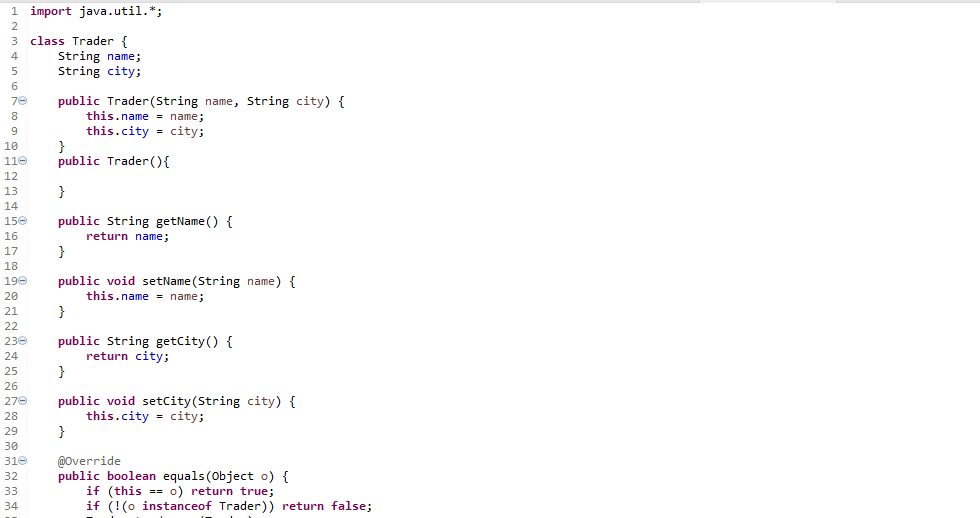 1 import java.util.*;
2
3 class Trader {
4     String name;
5     String city;
6
7     public Trader(String name, String city) {
8         this.name = name;
9         this.city = city;
10     }
11     public Trader(){
12
13     }
14
15     public String getName() {
16         return name;
17     }
18
19     public void setName(String name) {
20         this.name = name;
21     }
22
23     public String getCity() {
24         return city;
25     }
26
27     public void setCity(String city) {
28         this.city = city;
29     }
30
31     @Override
32     public boolean equals(Object o) {
33         if (this == o) return true;
34         if (!(o instanceof Trader)) return false;